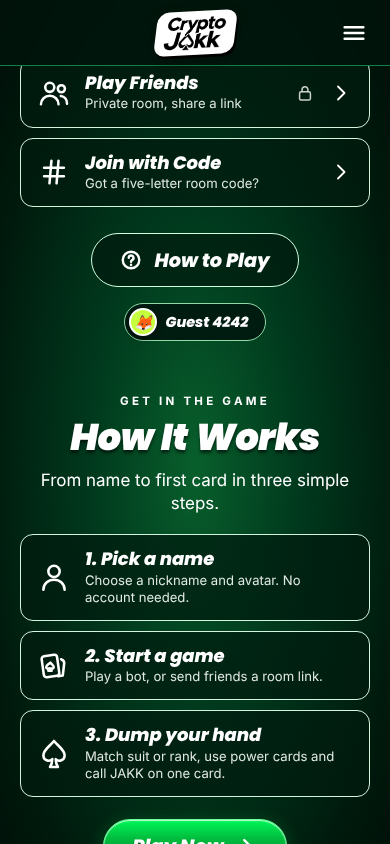 Crypto
JAKK
Play Friends
Private room, share a link
Join with Code
Got a five-letter room code?
How to Play
Guest 4242
GET IN THE GAME
How It Works
From name to first card in three simple
steps.
1. Pick a name
Choose a nickname and avatar. No
account needed.
2. Start a game
Play a bot, or send friends a room link.
3. Dump your hand
Match suit or rank, use power cards and
call JAKK on one card.
Play Now